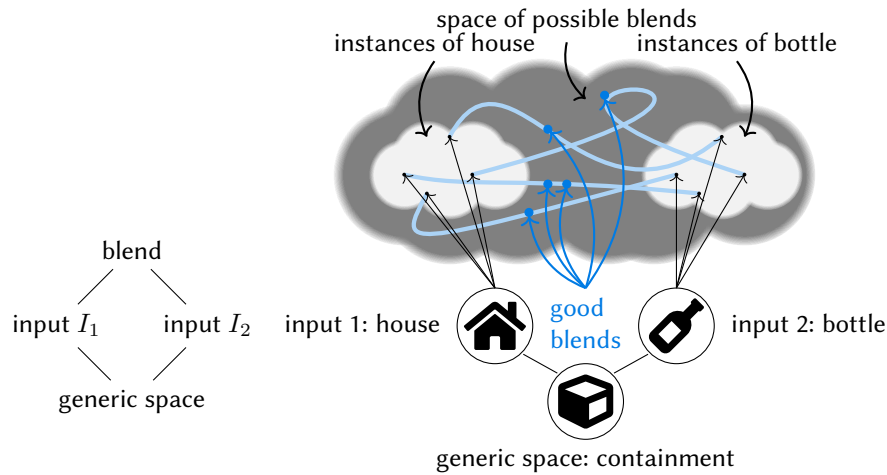 space of possible blends
instances of house
instances of bottle
blend
input I₁
input I₂
generic space
input 1: house
good
blends
input 2: bottle
generic space: containment